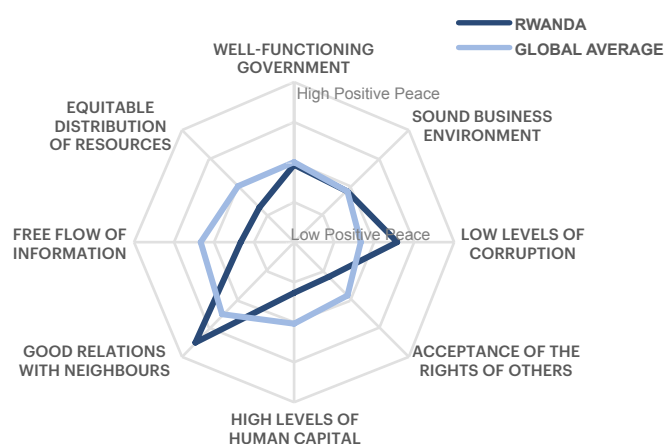 RWANDA
GLOBAL AVERAGE
WELL-FUNCTIONING
GOVERNMENT
High Positive Peace
SOUND BUSINESS
ENVIRONMENT
EQUITABLE
DISTRIBUTION
OF RESOURCES
FREE FLOW OF
INFORMATION
Low Positive Peace
LOW LEVELS OF
CORRUPTION
GOOD RELATIONS
WITH NEIGHBOURS
ACCEPTANCE OF THE
RIGHTS OF OTHERS
HIGH LEVELS OF
HUMAN CAPITAL